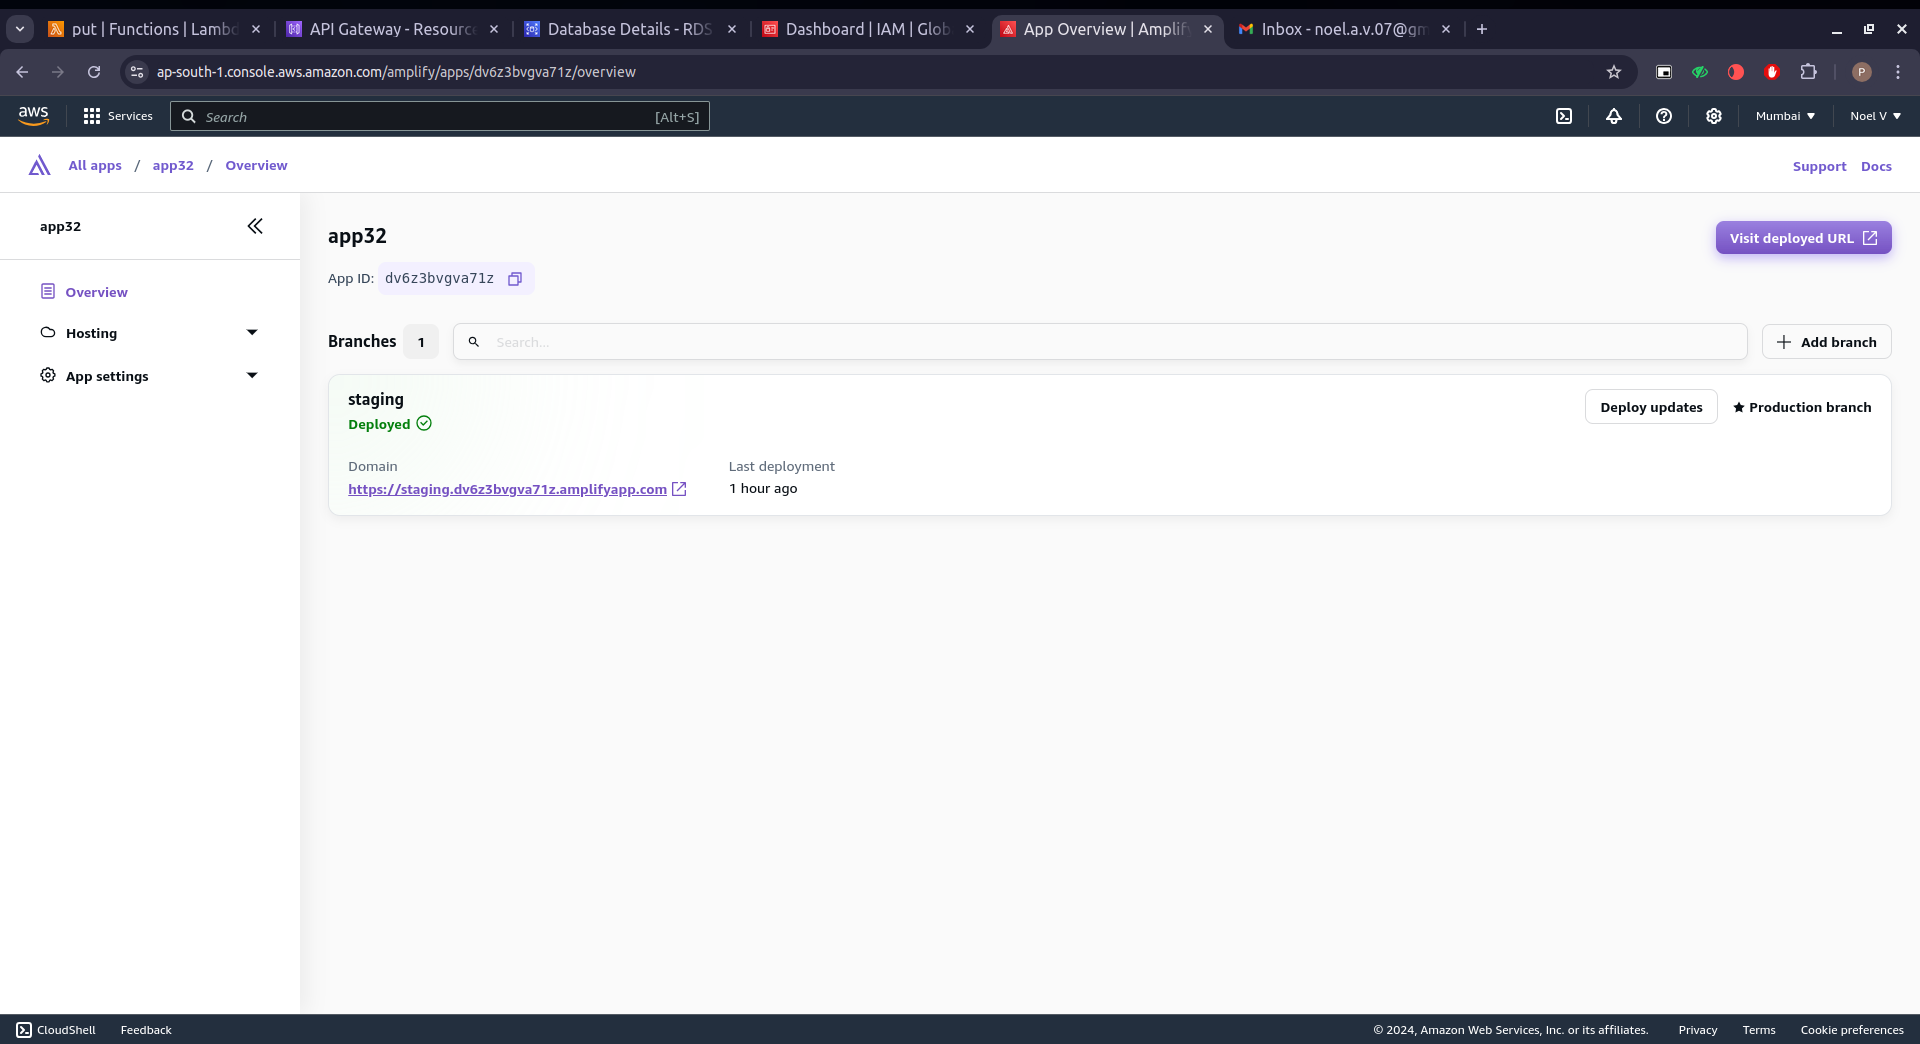 put | Functions | Lambd
API Gateway - Resourc
Database Details - RDS
Dashboard | IAM | Glob
App Overview | Amplify
Inbox - noel.a.v.07@gm
ap-south-1.console.aws.amazon.com/amplify/apps/dv6z3bvgva71z/overview
P
aws
Services
Search
[Alt+S]
Mumbai
Noel V
All apps / app32 / Overview
Support
Docs
app32
Overview
Hosting
App settings
app32
Visit deployed URL
App ID: dv6z3bvgva71z
Branches 1
Search...
Add branch
staging
Deployed
Deploy updates
Production branch
Domain
https://staging.dv6z3bvgva71z.amplifyapp.com
Last deployment
1 hour ago
CloudShell
Feedback
© 2024, Amazon Web Services, Inc. or its affiliates.
Privacy
Terms
Cookie preferences